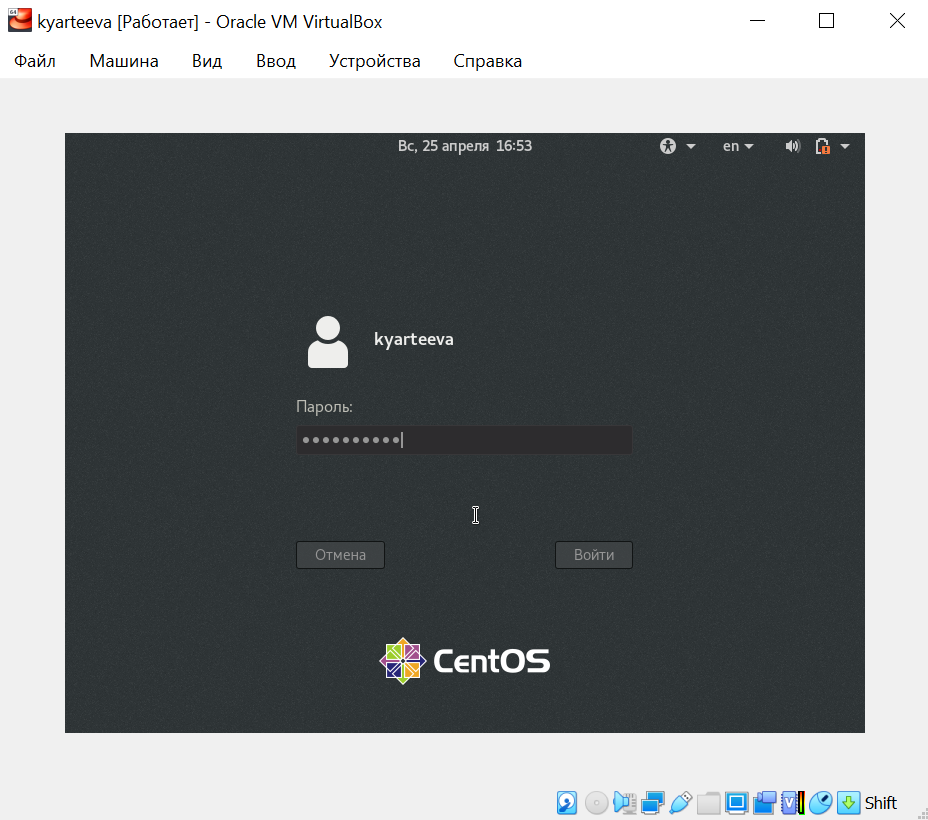 kyarteeva [Работает] - Oracle VM VirtualBox
Файл Машина Вид Ввод Устройства Справка
Вс, 25 апреля 16:53 en
kyarteeva
Пароль:
Отмена Войти
CentOS
Shift